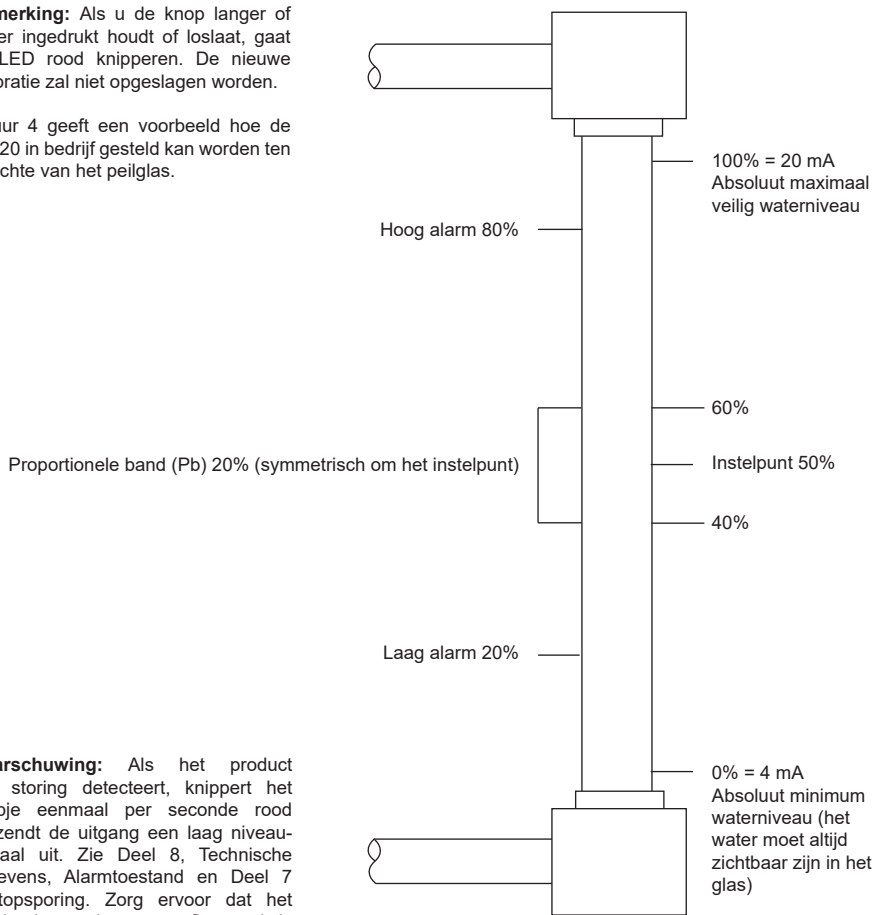 merking: Als u de knop langer of
er ingedrukt houdt of loslaat, gaat
LED rood knipperen. De nieuwe
oratie zal niet opgeslagen worden.
uur 4 geeft een voorbeeld hoe de
20 in bedrijf gesteld kan worden ten
chte van het peilglas.
100% = 20 mA
Absoluut maximaal
veilig waterniveau
Hoog alarm 80%
60%
Proportionele band (Pb) 20% (symmetrisch om het instelpunt)
Instelpunt 50%
40%
Laag alarm 20%
0% = 4 mA
Absoluut minimum
waterniveau (het
water moet altijd
zichtbaar zijn in het
glas)
arschuwing: Als het product
storing detecteert, knippert het
pje eenmaal per seconde rood
zendt de uitgang een laag niveau-
aal uit. Zie Deel 8, Technische
evens, Alarmtoestand en Deel 7
topsporing. Zorg ervoor dat het